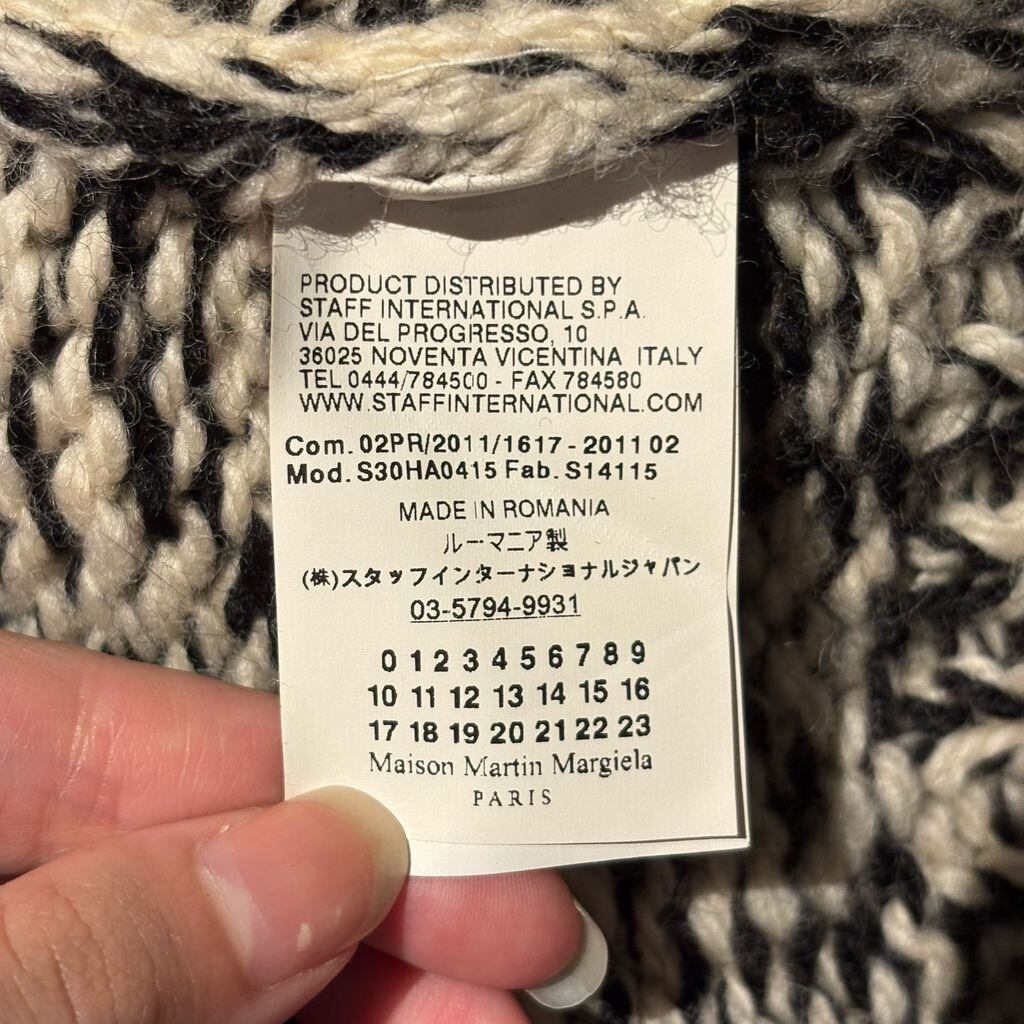 PRODUCT DISTRIBUTED BY
STAFF INTERNATIONAL S.P.A.
VIA DEL PROGRESSO, 10
36025 NOVENTA VICENTINA ITALY
TEL 0444/784500 - FAX 784580
WWW.STAFFINTERNATIONAL.COM
Com. 02PR/2011/1617 - 2011 02
Mod. S30HA0415 Fab. S14115
MADE IN ROMANIA
ルーマニア製
(株)スタッフインターナショナルジャパン
03-5794-9931
0 1 2 3 4 5 6 7 8 9
10 11 12 13 14 15 16
17 18 19 20 21 22 23
Maison Martin Margiela
PARIS